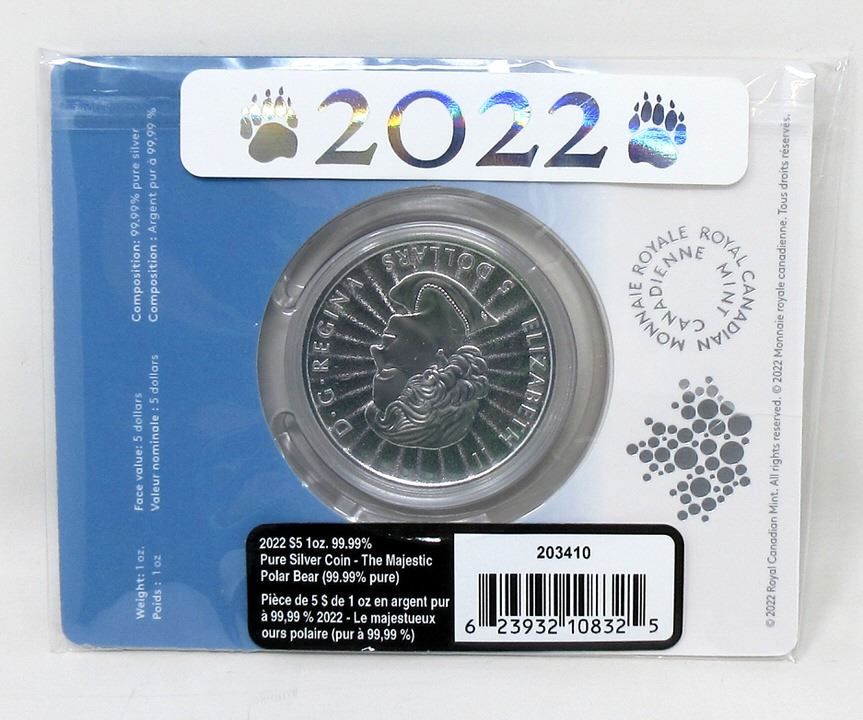 2022
Composition: 99.99% pure silver
Composition : Argent pur à 99,99 %
Face value: 5 dollars
Valeur nominale : 5 dollars
Weight: 1 oz.
Poids : 1 oz
ELIZABETH II
5 DOLLARS
D·G·REGINA
MONNAIE ROYALE CANADIENNE
ROYAL CANADIAN MINT
© 2022 Royal Canadian Mint. All rights reserved. © 2022 Monnaie royale canadienne. Tous droits réservés.
2022 $5 1oz. 99.99%
Pure Silver Coin - The Majestic
Polar Bear (99.99% pure)
Pièce de 5 $ de 1 oz en argent pur
à 99,99 % 2022 - Le majestueux
ours polaire (pur à 99,99 %)
203410
6 23932 10832 5